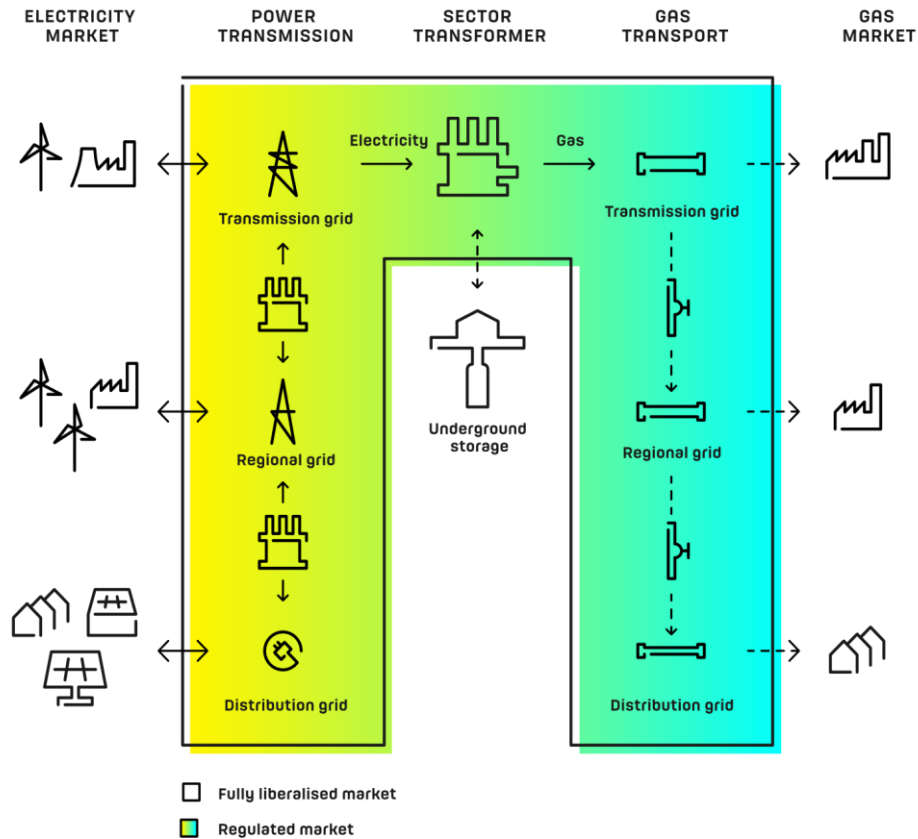 ELECTRICITY
MARKET
POWER
TRANSMISSION
SECTOR
TRANSFORMER
GAS
TRANSPORT
GAS
MARKET
Electricity
Gas
Transmission grid
Transmission grid
Underground
storage
Regional grid
Regional grid
Distribution grid
Distribution grid
Fully liberalised market
Regulated market